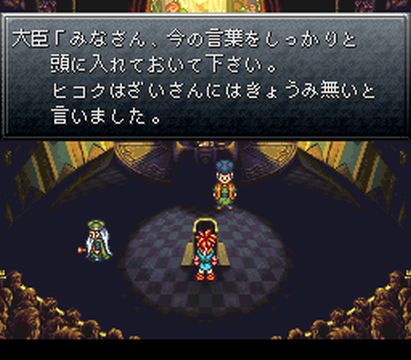 大臣「みなさん、今の言葉をしっかりと
頭に入れておいて下さい。
ヒコクはざいさんにはきょうみ無いと
言いました。